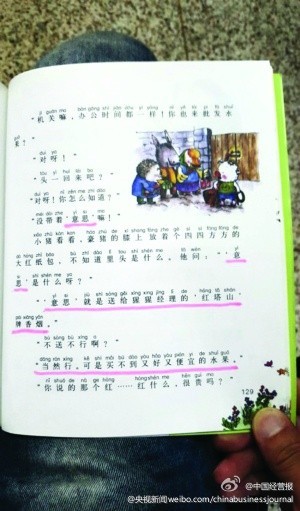 "机关嘛，办公时间都一样！你也来批发水
果？"
"对呀！"
"头一回来吧？"
"对呀！你怎么知道？"
"没带着'意思'嘛！"
小猪看看，豪猪的膝上放着个四四方方的
大红纸包，不知道里头是什么。他问："'意
思'是什么呀？"
"'意思'就是送给猩猩经理的'红塔山'
牌香烟。"
"不送不行啊？"
"当然行。可是买不到又好又便宜的水果。"
"你说的那个红……红什么，很贵吗？"
129
@中国经营报
@央视新闻weibo.com/chinabusinessjournal